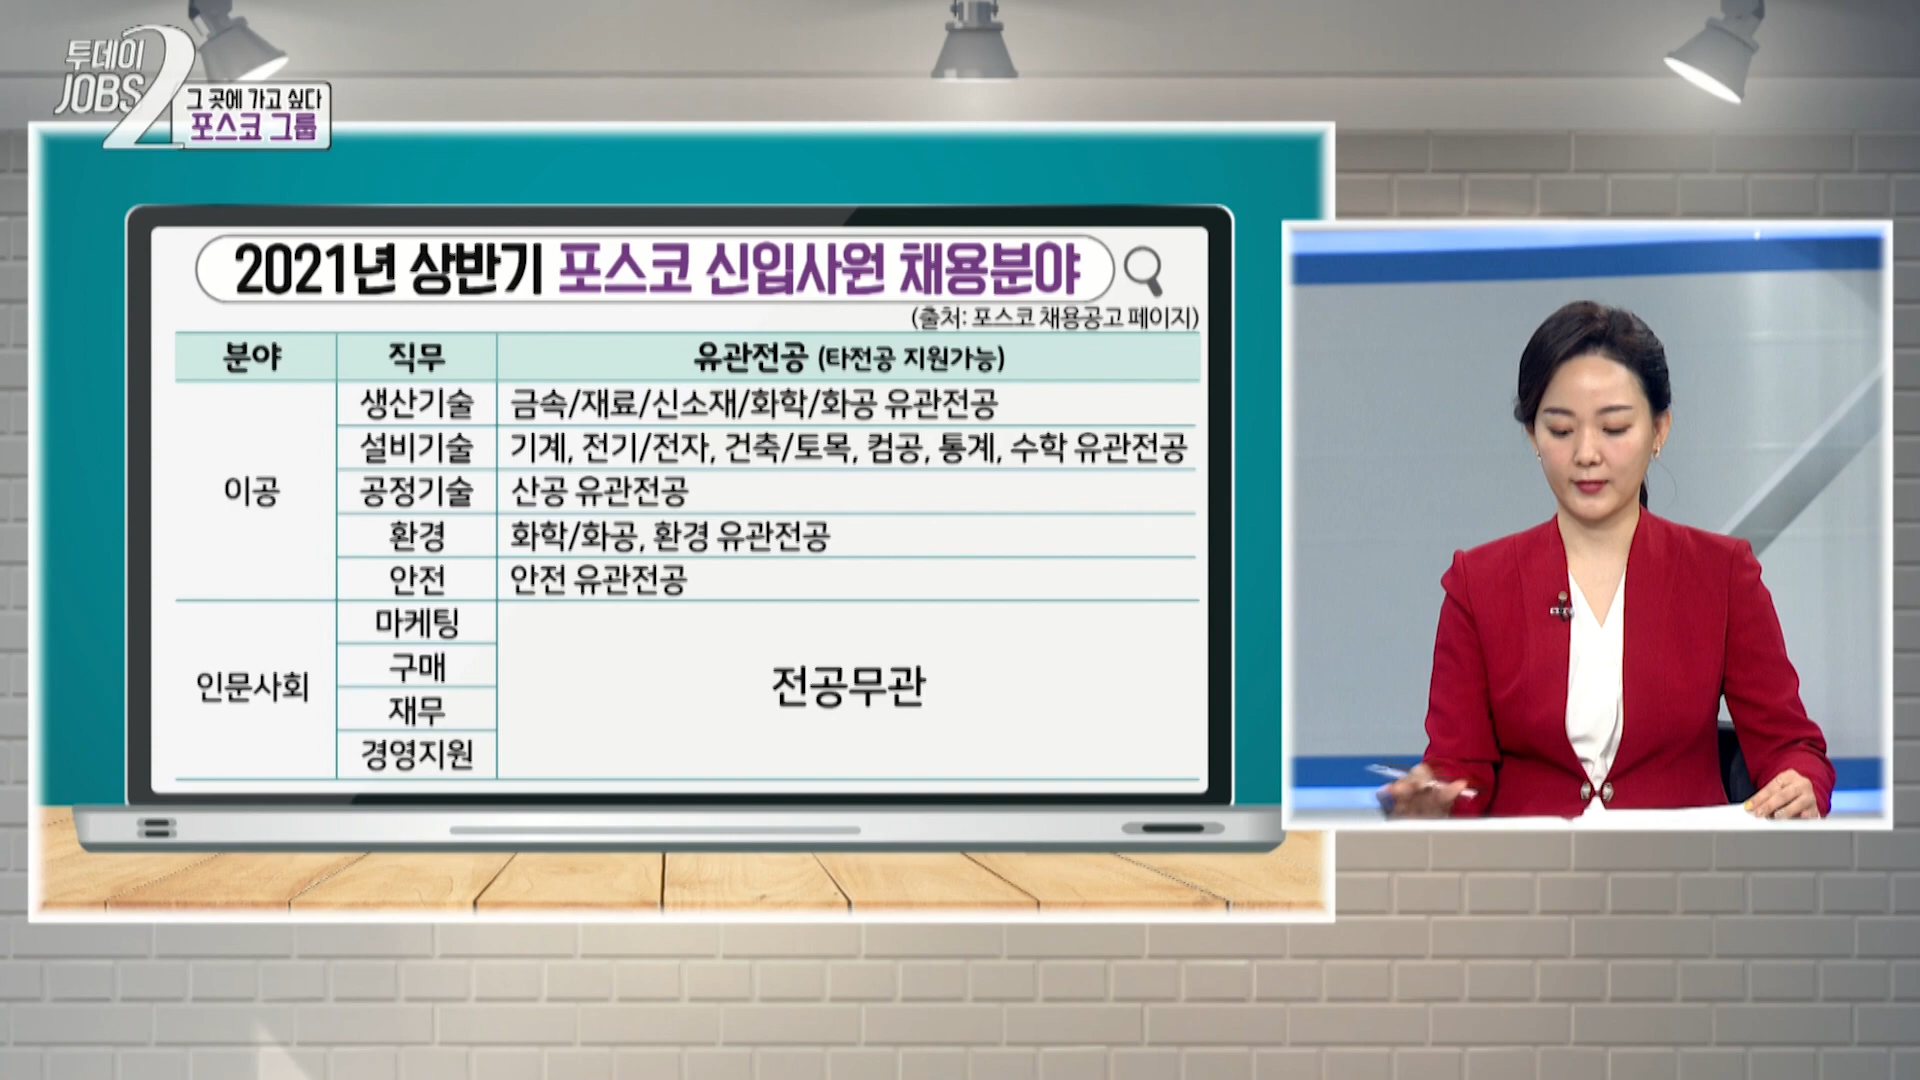 투데이
JOBS 2
그 곳에 가고 싶다
포스코 그룹
2021년 상반기 포스코 신입사원 채용분야
(출처: 포스코 채용공고 페이지)
분야 직무 유관전공 (타전공 지원가능)
생산기술 금속/재료/신소재/화학/화공 유관전공
설비기술 기계, 전기/전자, 건축/토목, 컴공, 통계, 수학 유관전공
이공 공정기술 산공 유관전공
환경 화학/화공, 환경 유관전공
안전 안전 유관전공
마케팅
구매
인문사회 전공무관
재무
경영지원